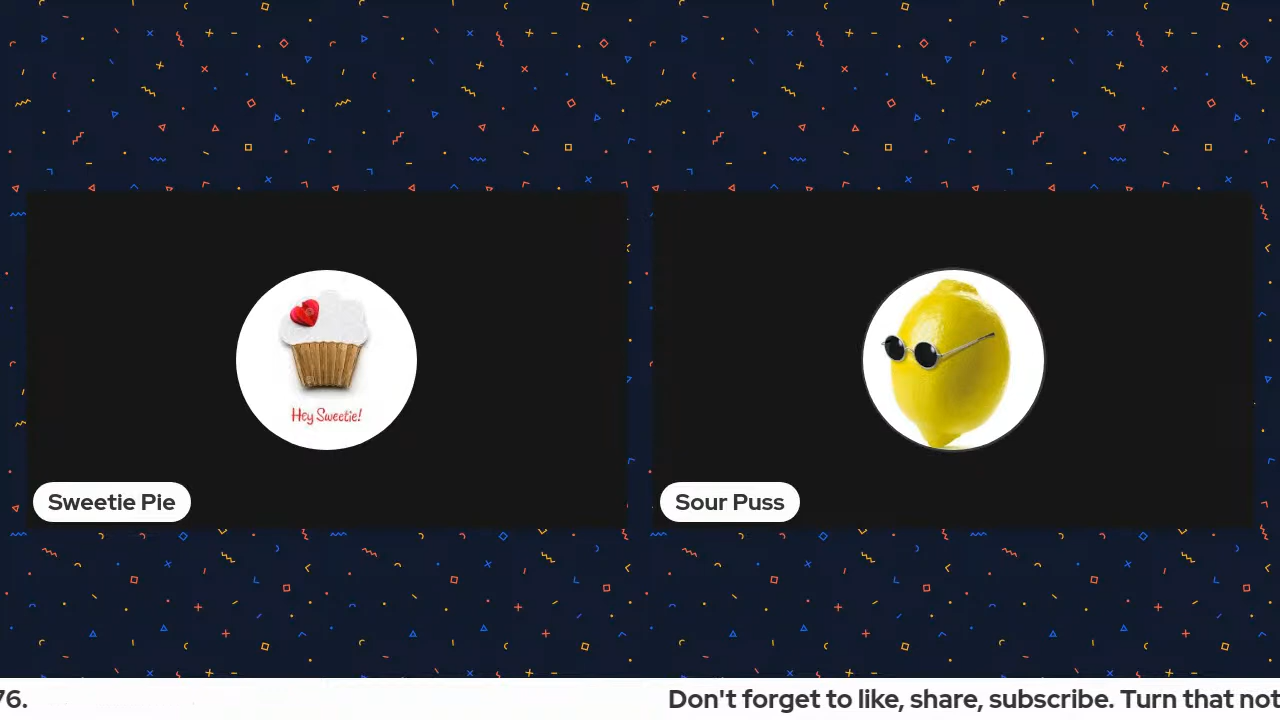 Hey Sweetie!
Sweetie Pie
Sour Puss
76.
Don't forget to like, share, subscribe. Turn that not